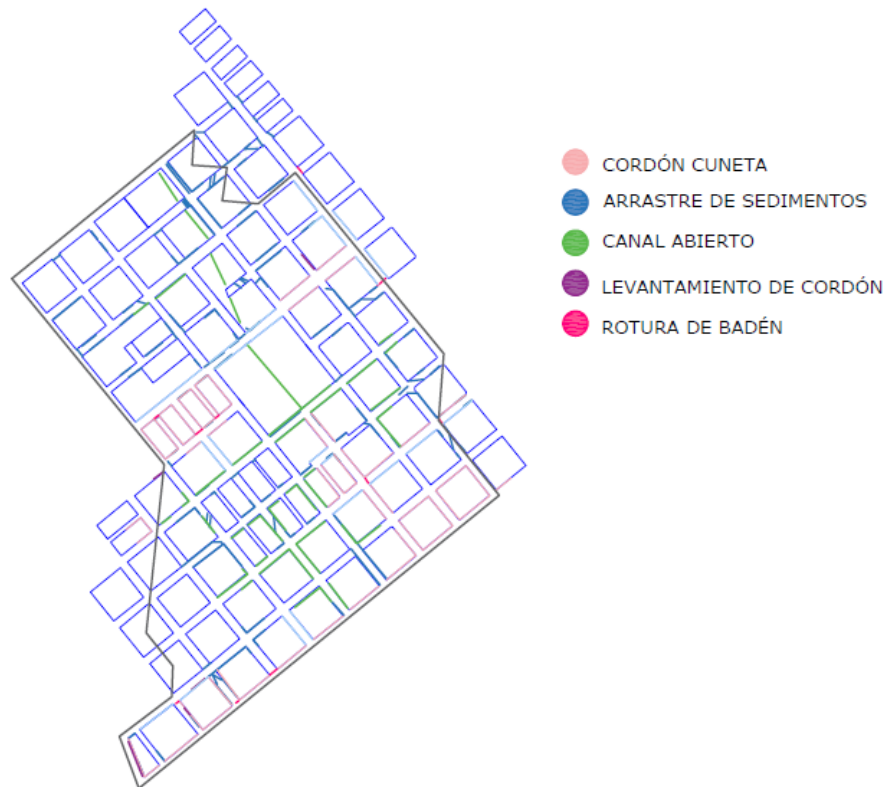 CORDÓN CUNETA
ARRASTRE DE SEDIMENTOS
CANAL ABIERTO
LEVANTAMIENTO DE CORDÓN
ROTURA DE BADÉN